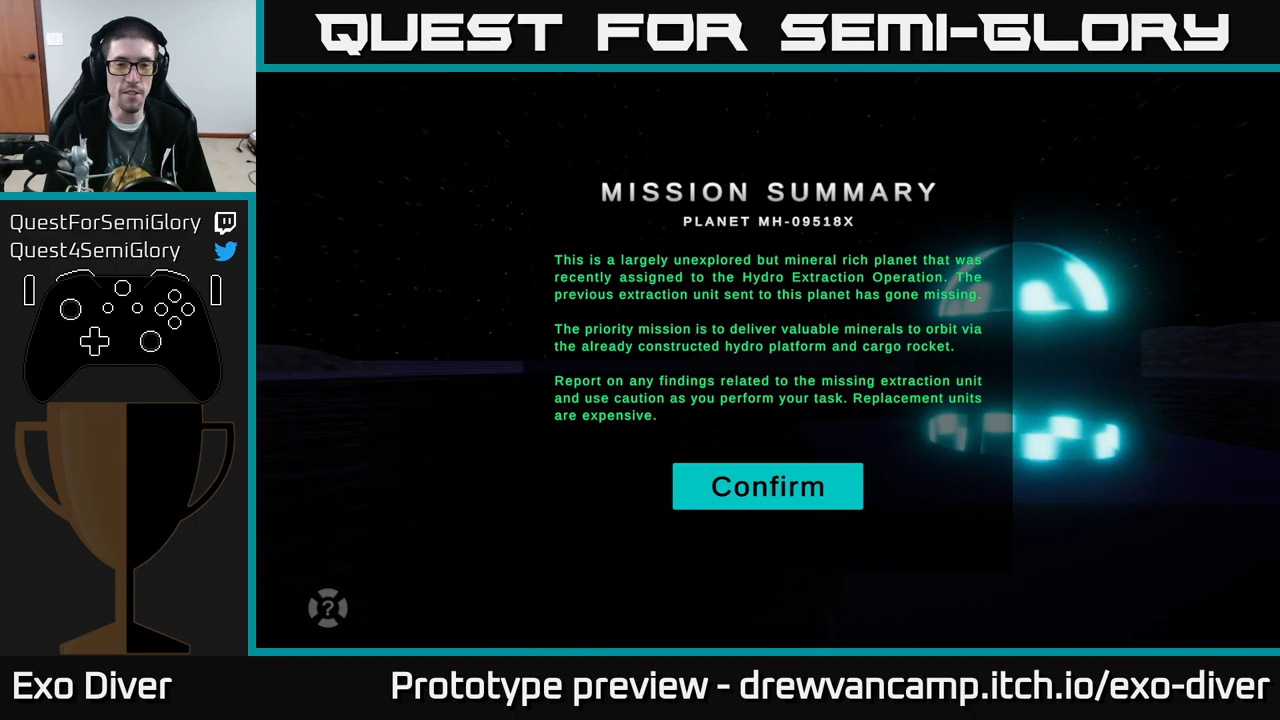 QUEST FOR SEMI-GLORY
QuestForSemiGlory
Quest4SemiGlory
MISSION SUMMARY
PLANET MH-09518X
This is a largely unexplored but mineral rich planet that was
recently assigned to the Hydro Extraction Operation. The
previous extraction unit sent to this planet has gone missing.
The priority mission is to deliver valuable minerals to orbit via
the already constructed hydro platform and cargo rocket.
Report on any findings related to the missing extraction unit
and use caution as you perform your task. Replacement units
are expensive.
Confirm
?
Exo Diver
Prototype preview - drewvancamp.itch.io/exo-diver